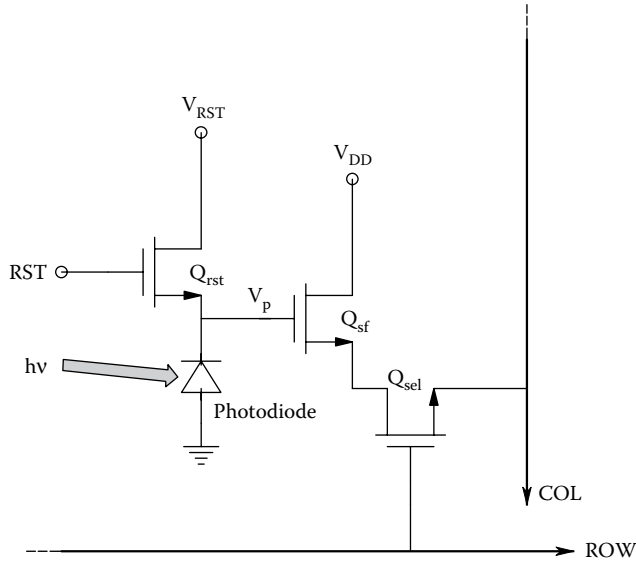 V_RST
V_DD
RST
Q_rst
V_p
Q_sf
hν
Q_sel
Photodiode
COL
ROW